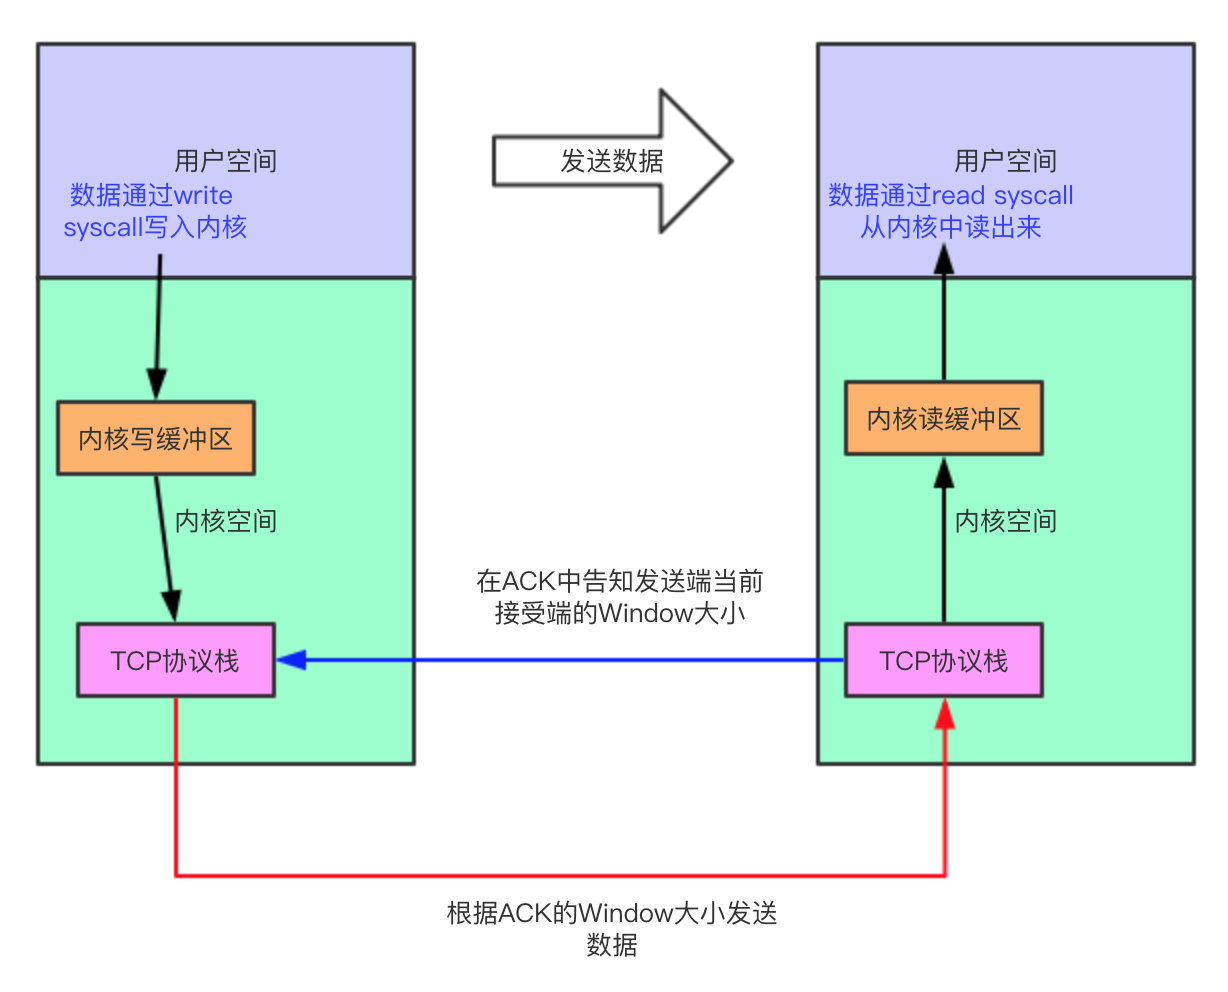 用户空间
数据通过write
syscall写入内核
发送数据
用户空间
数据通过read syscall
从内核中读出来
内核写缓冲区
内核读缓冲区
内核空间
内核空间
在ACK中告知发送端当前
接受端的Window大小
TCP协议栈
TCP协议栈
根据ACK的Window大小发送
数据